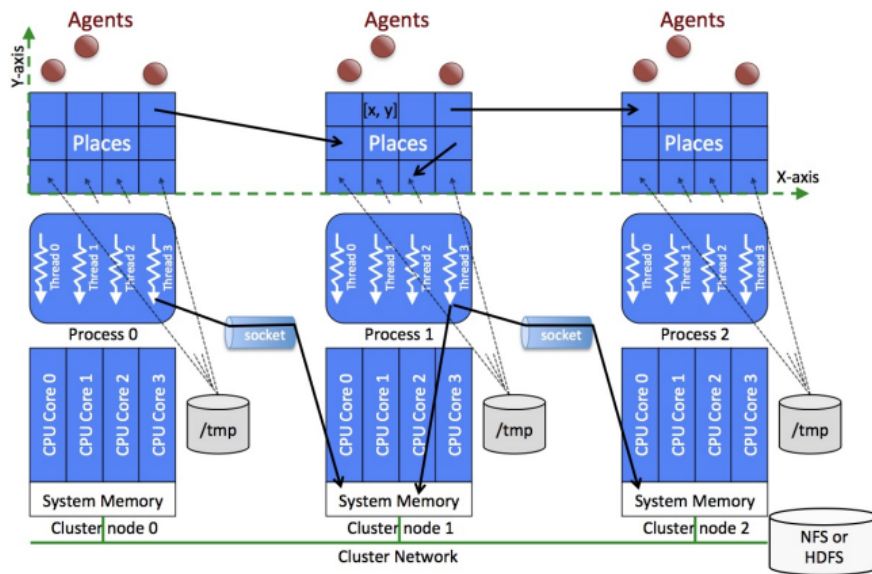 Agents
Agents
Agents
Y-axis
[x, y]
Places
Places
Places
X-axis
Thread 0
Thread 1
Thread 2
Thread 3
Thread 0
Thread 1
Thread 2
Thread 3
Thread 0
Thread 1
Thread 2
Thread 3
Process 0
socket
Process 1
socket
Process 2
CPU Core 0
CPU Core 1
CPU Core 2
CPU Core 3
/tmp
CPU Core 0
CPU Core 1
CPU Core 2
CPU Core 3
/tmp
CPU Core 0
CPU Core 1
CPU Core 2
CPU Core 3
/tmp
System Memory
System Memory
System Memory
Cluster node 0
Cluster node 1
Cluster node 2
Cluster Network
NFS or
HDFS